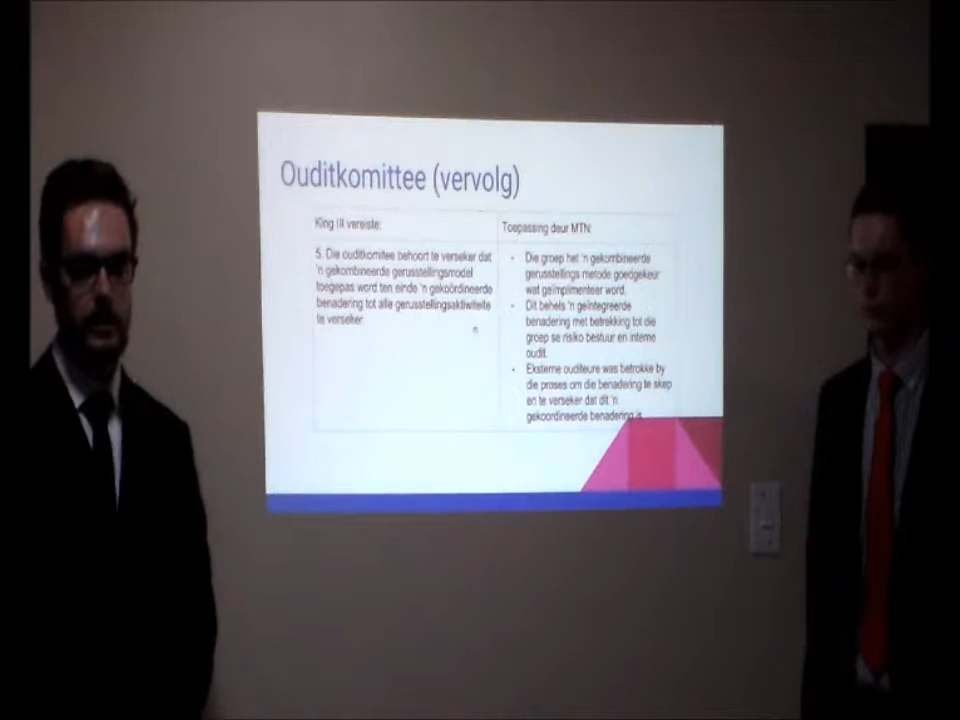 Ouditkomittee (vervolg)
King III vereiste:
5. Die ouditkomitee behoort te verseker dat
'n gekombineerde gerusstellingsmodel
toegepas word ten einde 'n gekoördineerde
benadering tot alle gerusstellingsaktiwiteite
te verseker
Toepassing deur MTN:
- Die groep het 'n gekombineerde
gerusstellings metode goedgekeur
wat geïmplimenteer word.
- Dit behels 'n geïntegreerde
benadering met betrekking tot die
groep se risiko bestuur en interne
oudit.
- Eksterne ouditeure was betrokke by
die proses om die benadering te skep
en te verseker dat dit 'n
gekoordineerde benadering is